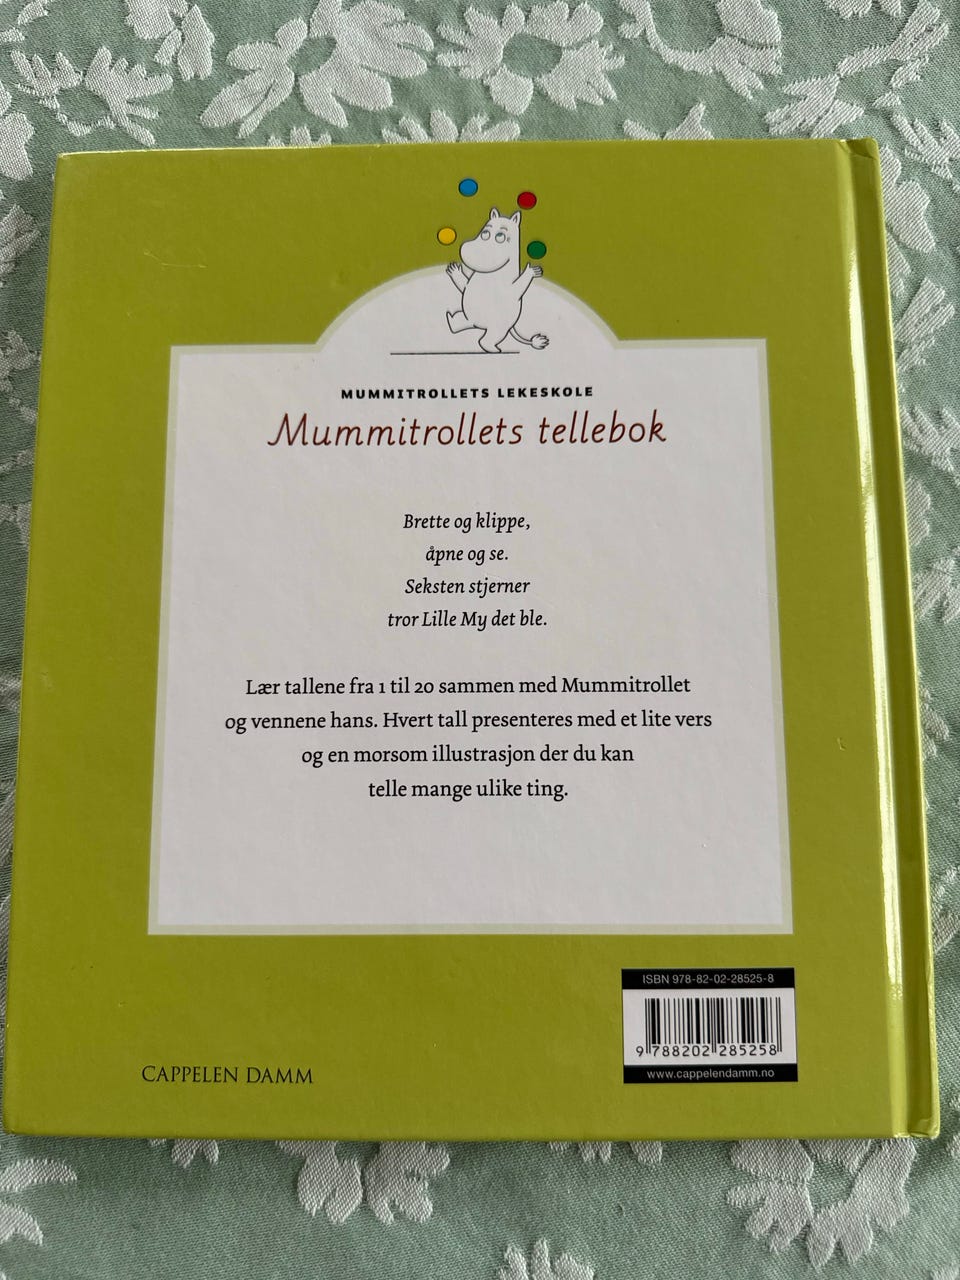 MUMMITROLLETS LEKESKOLE
Mummitrollets tellebok
Brette og klippe,
åpne og se.
Seksten stjerner
tror Lille My det ble.
Lær tallene fra 1 til 20 sammen med Mummitrollet
og vennene hans. Hvert tall presenteres med et lite vers
og en morsom illustrasjon der du kan
telle mange ulike ting.
ISBN 978-82-02-28525-8
9 788202 285258
www.cappelendamm.no
CAPPELEN DAMM